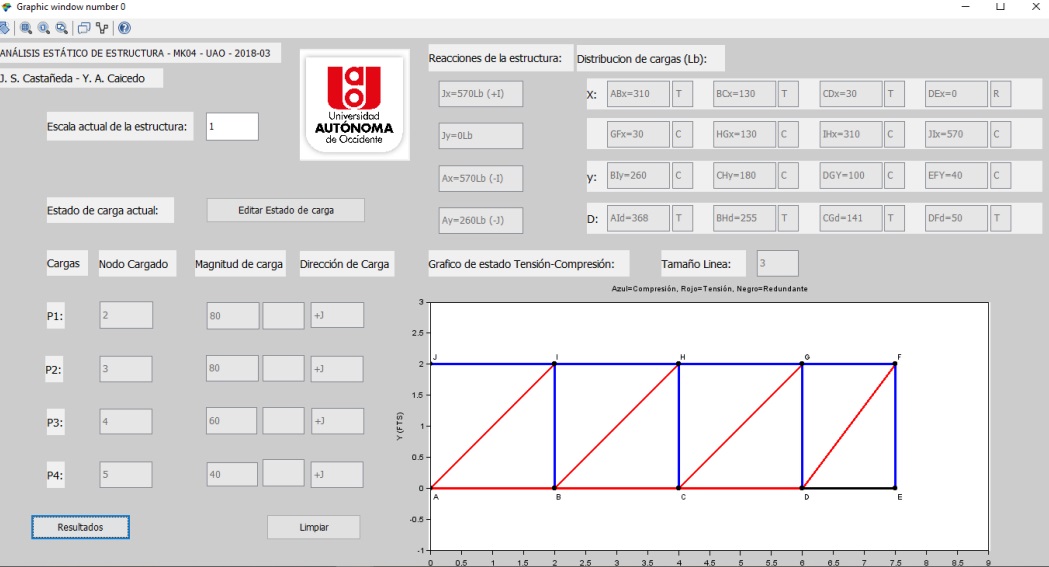 Graphic window number 0
ANÁLISIS ESTÁTICO DE ESTRUCTURA - MK04 - UAO - 2018-03
J. S. Castañeda - Y. A. Caicedo
Escala actual de la estructura: 1
Universidad
AUTÓNOMA
de Occidente
Estado de carga actual: Editar Estado de carga
Cargas Nodo Cargado Magnitud de carga Dirección de Carga
P1: 2 80 +J
P2: 3 80 +J
P3: 4 60 +J
P4: 5 40 +J
Resultados Limpiar
Reacciones de la estructura:
Jx=570Lb (+I)
Jy=0Lb
Ax=570Lb (-I)
Ay=260Lb (-J)
Distribucion de cargas (Lb):
X: ABx=310 T BCx=130 T CDx=30 T DEx=0 R
GFx=30 C HGx=130 C IHx=310 C JIx=570 C
y: BIy=260 C CHy=180 C DGY=100 C EFY=40 C
D: AId=368 T BHd=255 T CGd=141 T DFd=50 T
Grafico de estado Tensión-Compresión: Tamaño Linea: 3
Azul=Compresión, Rojo=Tensión, Negro=Redundante
3
2.5
2
1.5
1
0.5
0
-0.5
-1
Y (FTS)
J I H G F
A B C D E
0 0.5 1 1.5 2 2.5 3 3.5 4 4.5 5 5.5 6 6.5 7 7.5 8 8.5 9